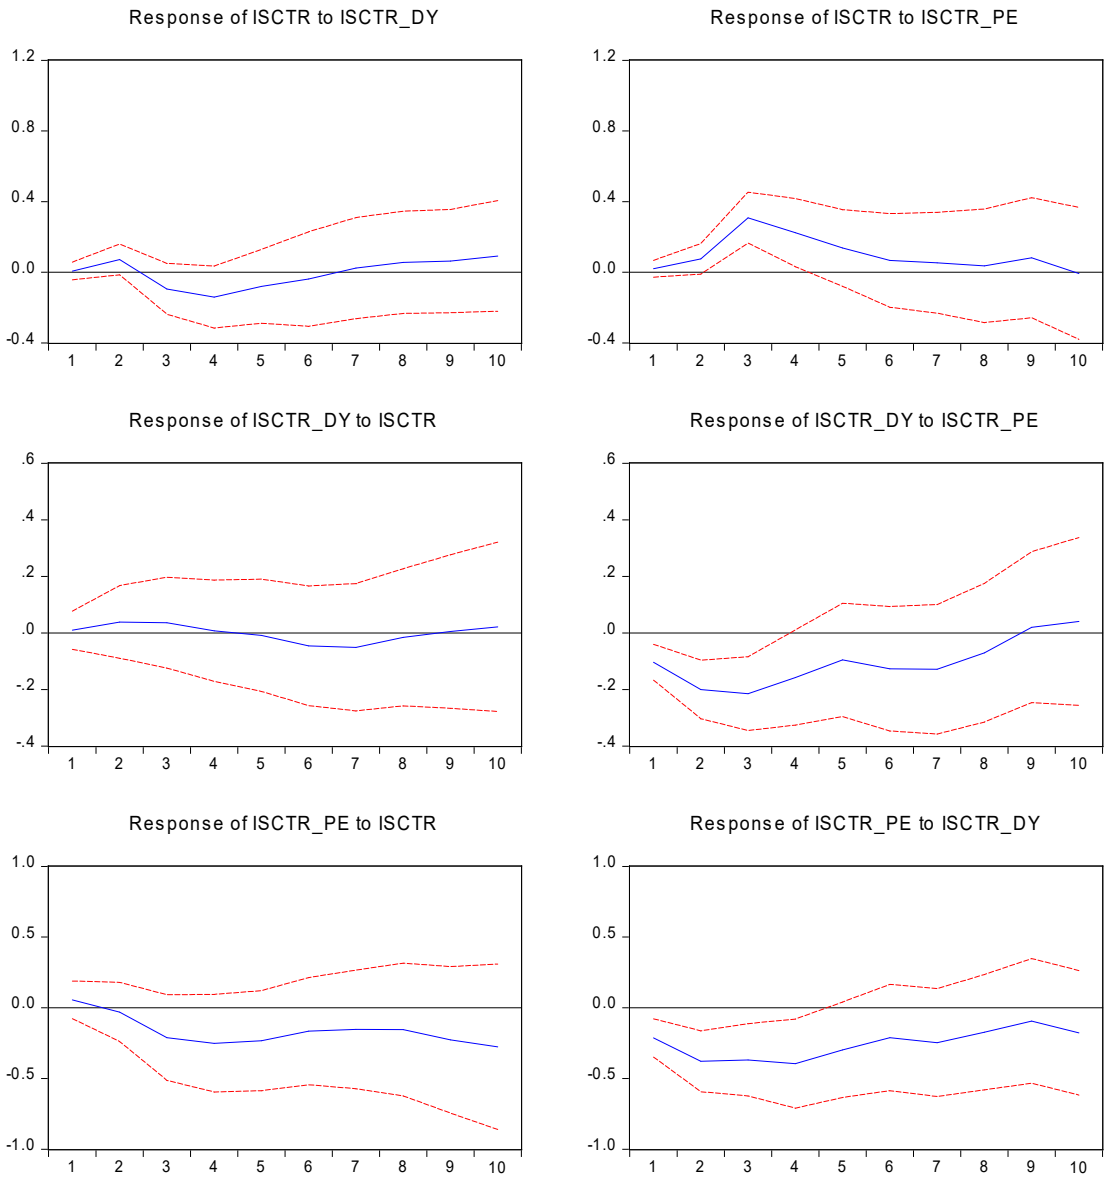 Response of ISCTR to ISCTR_DY
1.2
0.8
0.4
0.0
-0.4
1 2 3 4 5 6 7 8 9 10
Response of ISCTR to ISCTR_PE
1.2
0.8
0.4
0.0
-0.4
1 2 3 4 5 6 7 8 9 10
Response of ISCTR_DY to ISCTR
.6
.4
.2
.0
-.2
-.4
1 2 3 4 5 6 7 8 9 10
Response of ISCTR_DY to ISCTR_PE
.6
.4
.2
.0
-.2
-.4
1 2 3 4 5 6 7 8 9 10
Response of ISCTR_PE to ISCTR
1.0
0.5
0.0
-0.5
-1.0
1 2 3 4 5 6 7 8 9 10
Response of ISCTR_PE to ISCTR_DY
1.0
0.5
0.0
-0.5
-1.0
1 2 3 4 5 6 7 8 9 10